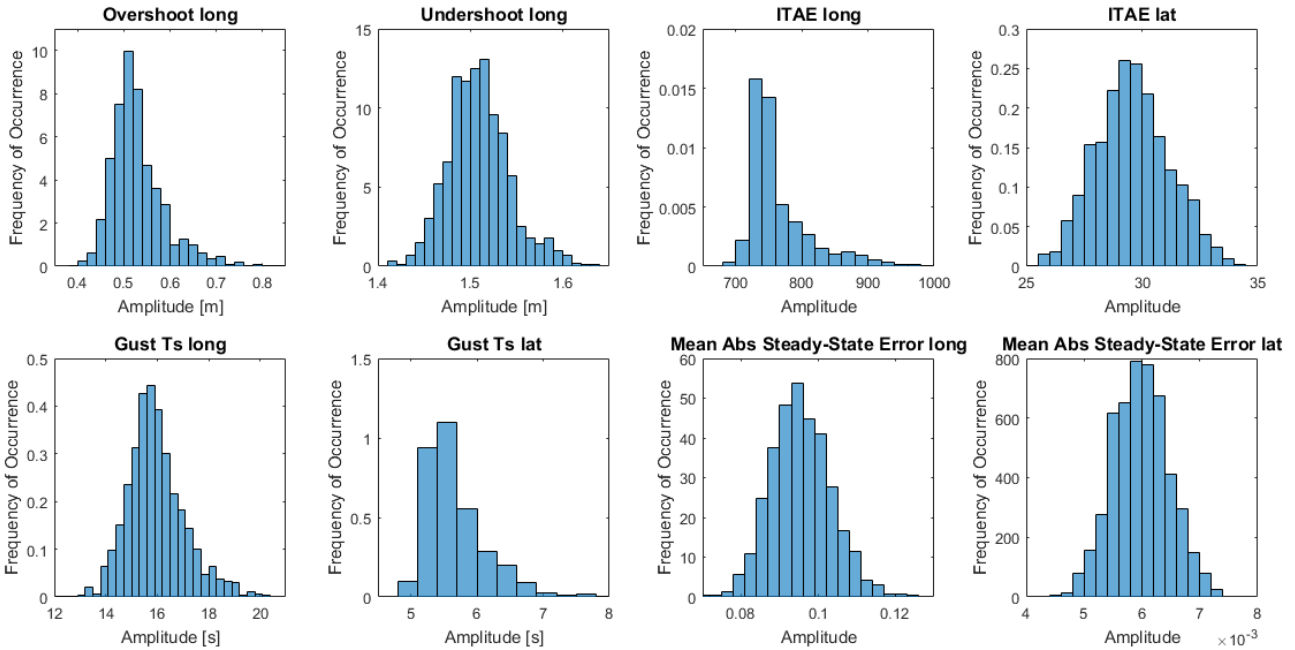 Overshoot long
Frequency of Occurrence
10
8
6
4
2
0
0.4 0.5 0.6 0.7 0.8
Amplitude [m]
Undershoot long
Frequency of Occurrence
15
10
5
0
1.4 1.5 1.6
Amplitude [m]
ITAE long
Frequency of Occurrence
0.02
0.015
0.01
0.005
0
700 800 900 1000
Amplitude
ITAE lat
Frequency of Occurrence
0.3
0.25
0.2
0.15
0.1
0.05
0
25 30 35
Amplitude
Gust Ts long
Frequency of Occurrence
0.5
0.4
0.3
0.2
0.1
0
12 14 16 18 20
Amplitude [s]
Gust Ts lat
Frequency of Occurrence
1.5
1
0.5
0
5 6 7 8
Amplitude [s]
Mean Abs Steady-State Error long
Frequency of Occurrence
60
50
40
30
20
10
0
0.08 0.1 0.12
Amplitude
Mean Abs Steady-State Error lat
Frequency of Occurrence
800
600
400
200
0
4 5 6 7 8
Amplitude
×10⁻³